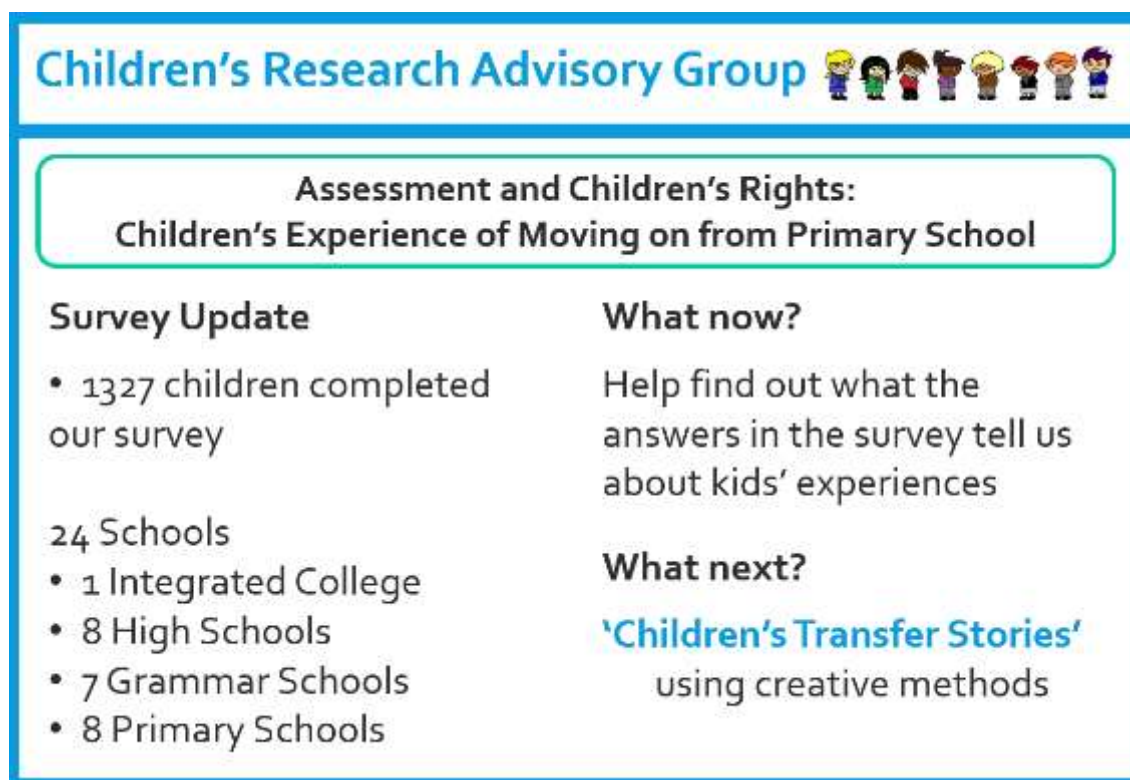 Children's Research Advisory Group
Assessment and Children's Rights:
Children's Experience of Moving on from Primary School
Survey Update
• 1327 children completed
our survey
24 Schools
• 1 Integrated College
• 8 High Schools
• 7 Grammar Schools
• 8 Primary Schools
What now?
Help find out what the
answers in the survey tell us
about kids' experiences
What next?
‘Children's Transfer Stories’
using creative methods